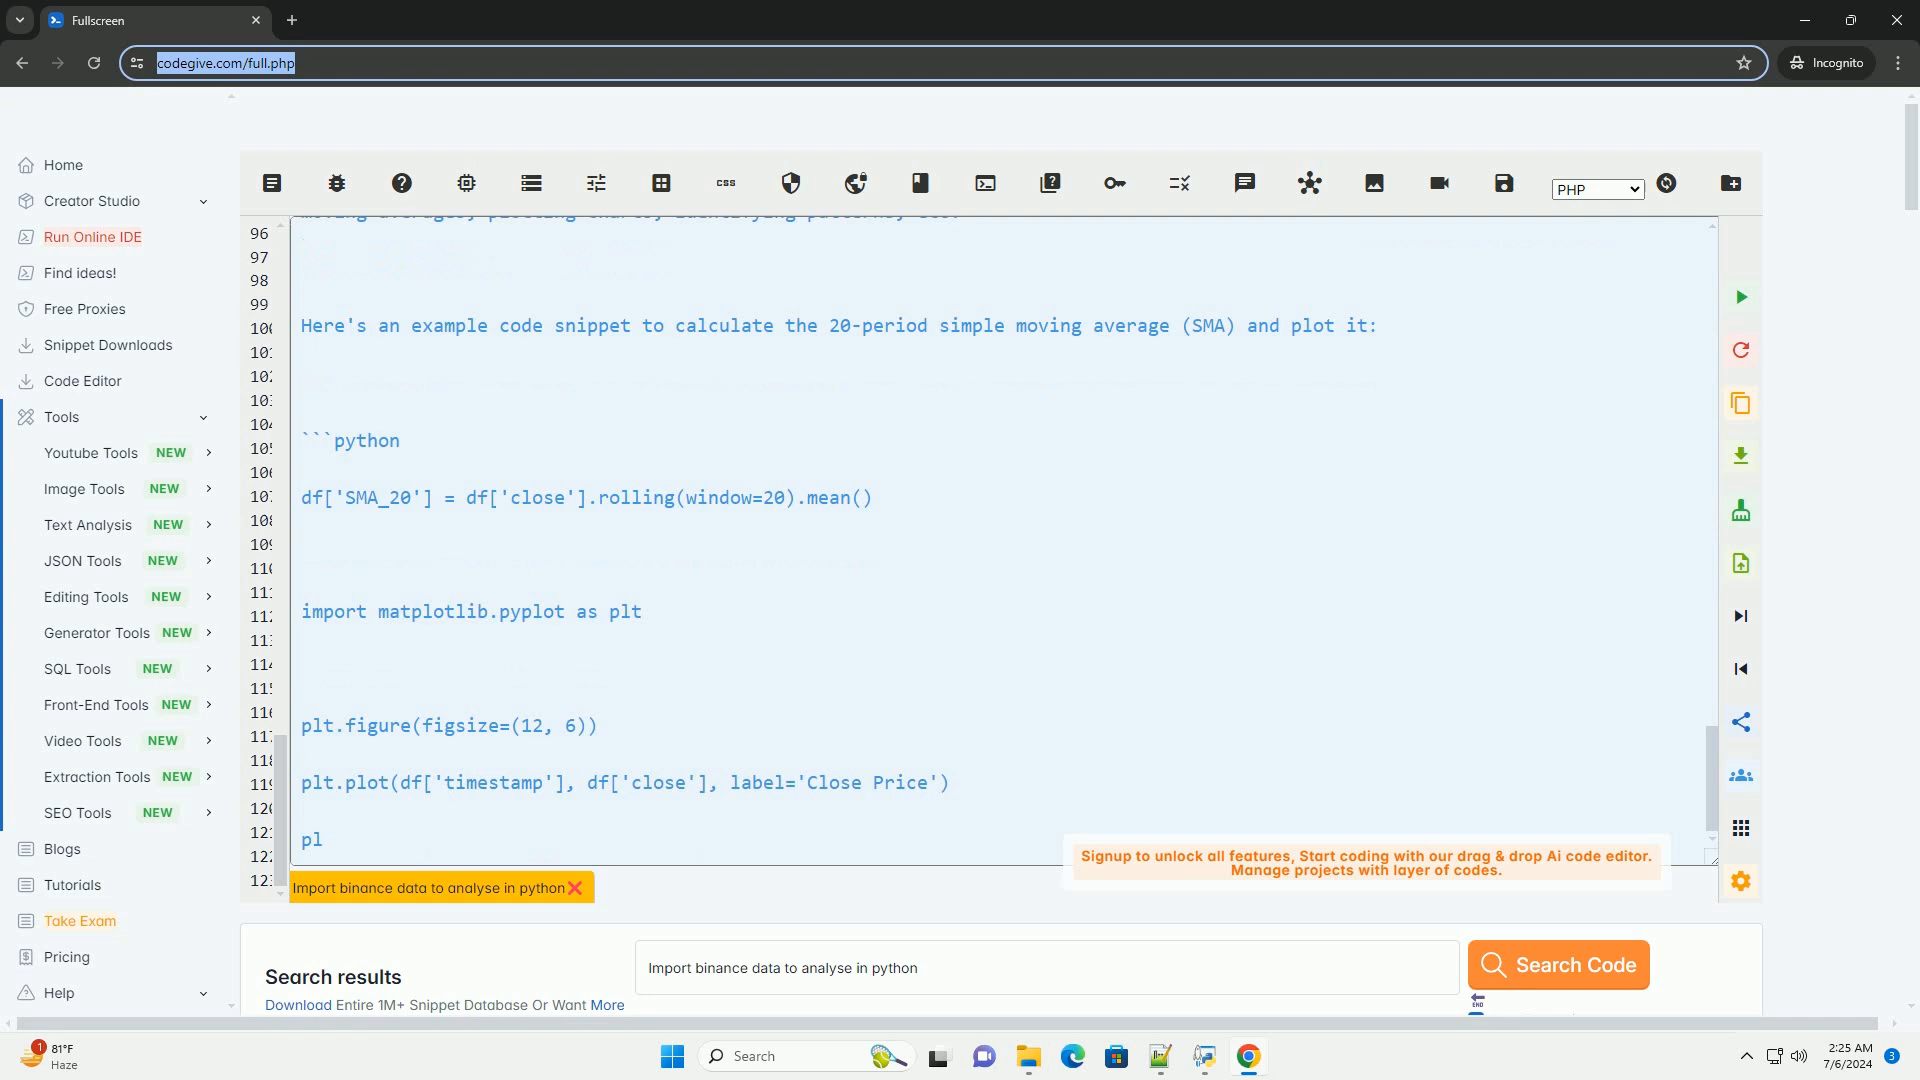 Fullscreen
codegive.com/full.php
Incognito
Home
Creator Studio
Run Online IDE
Find ideas!
Free Proxies
Snippet Downloads
Code Editor
Tools
Youtube Tools NEW
Image Tools NEW
Text Analysis NEW
JSON Tools NEW
Editing Tools NEW
Generator Tools NEW
SQL Tools NEW
Front-End Tools NEW
Video Tools NEW
Extraction Tools NEW
SEO Tools NEW
Blogs
Tutorials
Take Exam
Pricing
Help
css
PHP
96
97
98
99
Here's an example code snippet to calculate the 20-period simple moving average (SMA) and plot it:
```python
df['SMA_20'] = df['close'].rolling(window=20).mean()
import matplotlib.pyplot as plt
plt.figure(figsize=(12, 6))
plt.plot(df['timestamp'], df['close'], label='Close Price')
pl
Signup to unlock all features, Start coding with our drag & drop Ai code editor.
Manage projects with layer of codes.
Import binance data to analyse in python
Search results
Download Entire 1M+ Snippet Database Or Want More
Import binance data to analyse in python
Search Code
END
1
81°F
Haze
Search
2:25 AM
7/6/2024
3